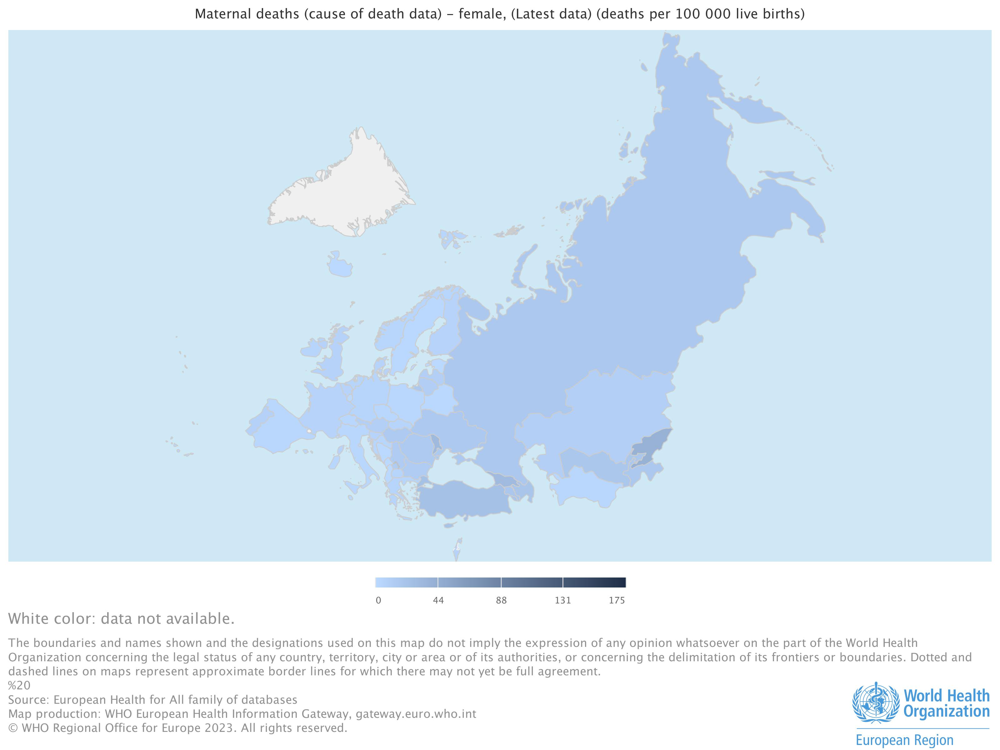 Maternal deaths (cause of death data) – female, (Latest data) (deaths per 100 000 live births)
0 44 88 131 175
White color: data not available.
The boundaries and names shown and the designations used on this map do not imply the expression of any opinion whatsoever on the part of the World Health
Organization concerning the legal status of any country, territory, city or area or of its authorities, or concerning the delimitation of its frontiers or boundaries. Dotted and
dashed lines on maps represent approximate border lines for which there may not yet be full agreement.
%20
Source: European Health for All family of databases
Map production: WHO European Health Information Gateway, gateway.euro.who.int
© WHO Regional Office for Europe 2023. All rights reserved.
World Health
Organization
European Region